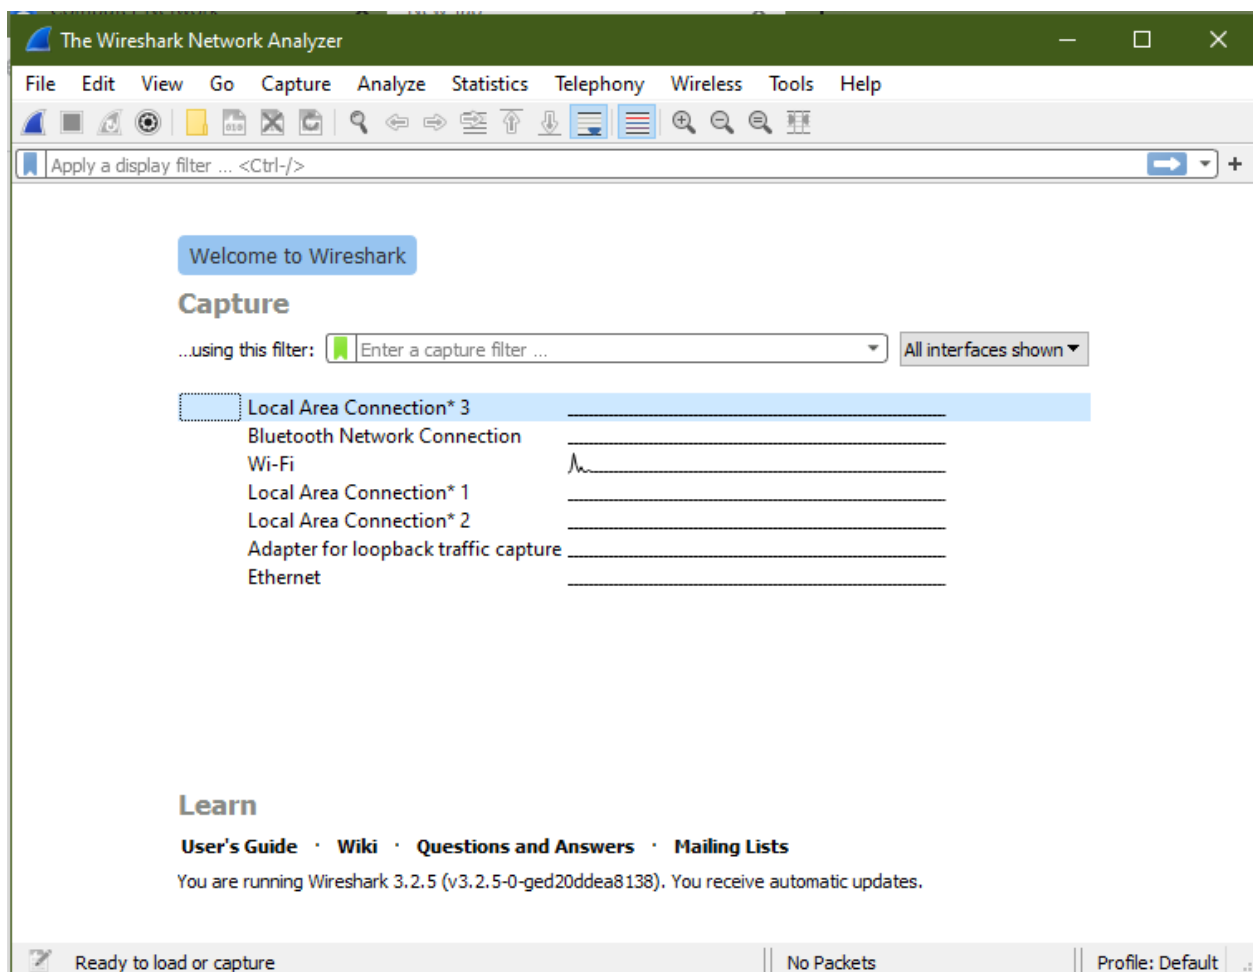 The Wireshark Network Analyzer
File Edit View Go Capture Analyze Statistics Telephony Wireless Tools Help
Apply a display filter ... <Ctrl-/>
Welcome to Wireshark
Capture
...using this filter: Enter a capture filter ... All interfaces shown
Local Area Connection* 3
Bluetooth Network Connection
Wi-Fi
Local Area Connection* 1
Local Area Connection* 2
Adapter for loopback traffic capture
Ethernet
Learn
User's Guide · Wiki · Questions and Answers · Mailing Lists
You are running Wireshark 3.2.5 (v3.2.5-0-ged20ddea8138). You receive automatic updates.
Ready to load or capture No Packets Profile: Default